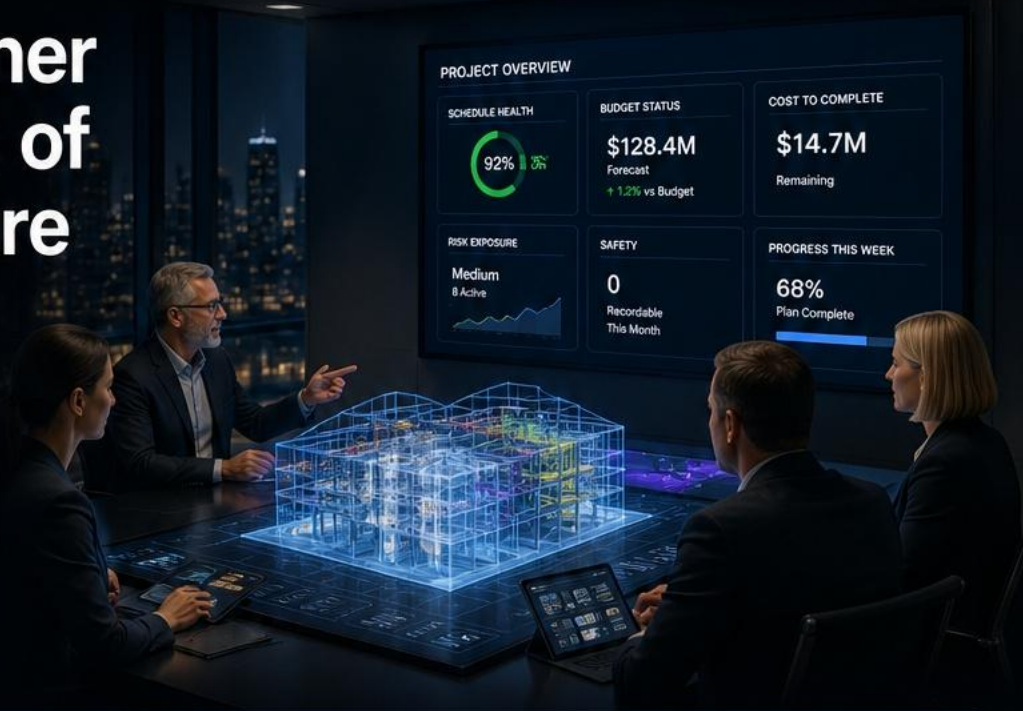 ner
of
re
PROJECT OVERVIEW
SCHEDULE HEALTH
92%
BUDGET STATUS
$128.4M
Forecast
↑ 1.2% vs Budget
COST TO COMPLETE
$14.7M
Remaining
RISK EXPOSURE
Medium
8 Active
SAFETY
0
Recordable
This Month
PROGRESS THIS WEEK
68%
Plan Complete